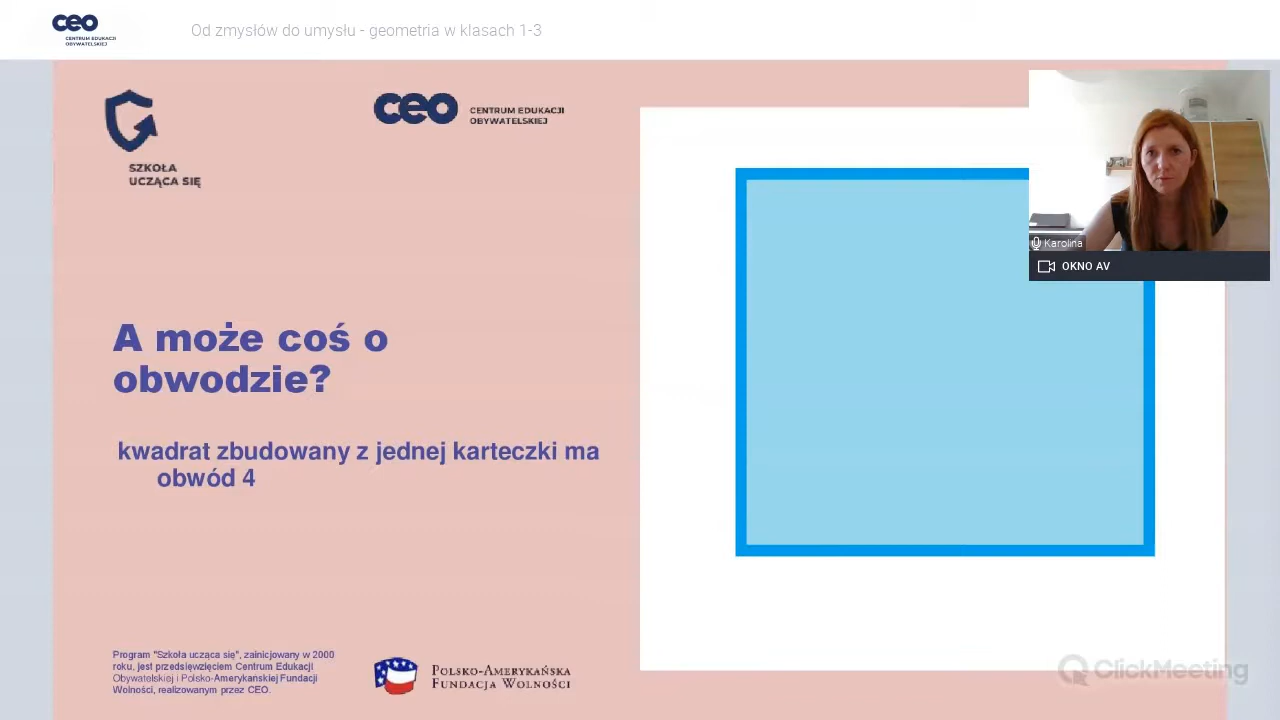 ceo
CENTRUM EDUKACJI
OBYWATELSKIEJ
Od zmysłów do umysłu - geometria w klasach 1-3
SZKOŁA
UCZĄCA SIĘ
ceo
CENTRUM EDUKACJI
OBYWATELSKIEJ
Karolina
OKNO AV
A może coś o
obwodzie?
kwadrat zbudowany z jednej karteczki ma
obwód 4
Program "Szkoła ucząca się", zainicjowany w 2000
roku, jest przedsięwzięciem Centrum Edukacji
Obywatelskiej i Polsko-Amerykańskiej Fundacji
Wolności, realizowanym przez CEO.
POLSKO-AMERYKAŃSKA
FUNDACJA WOLNOŚCI
ClickMeeting